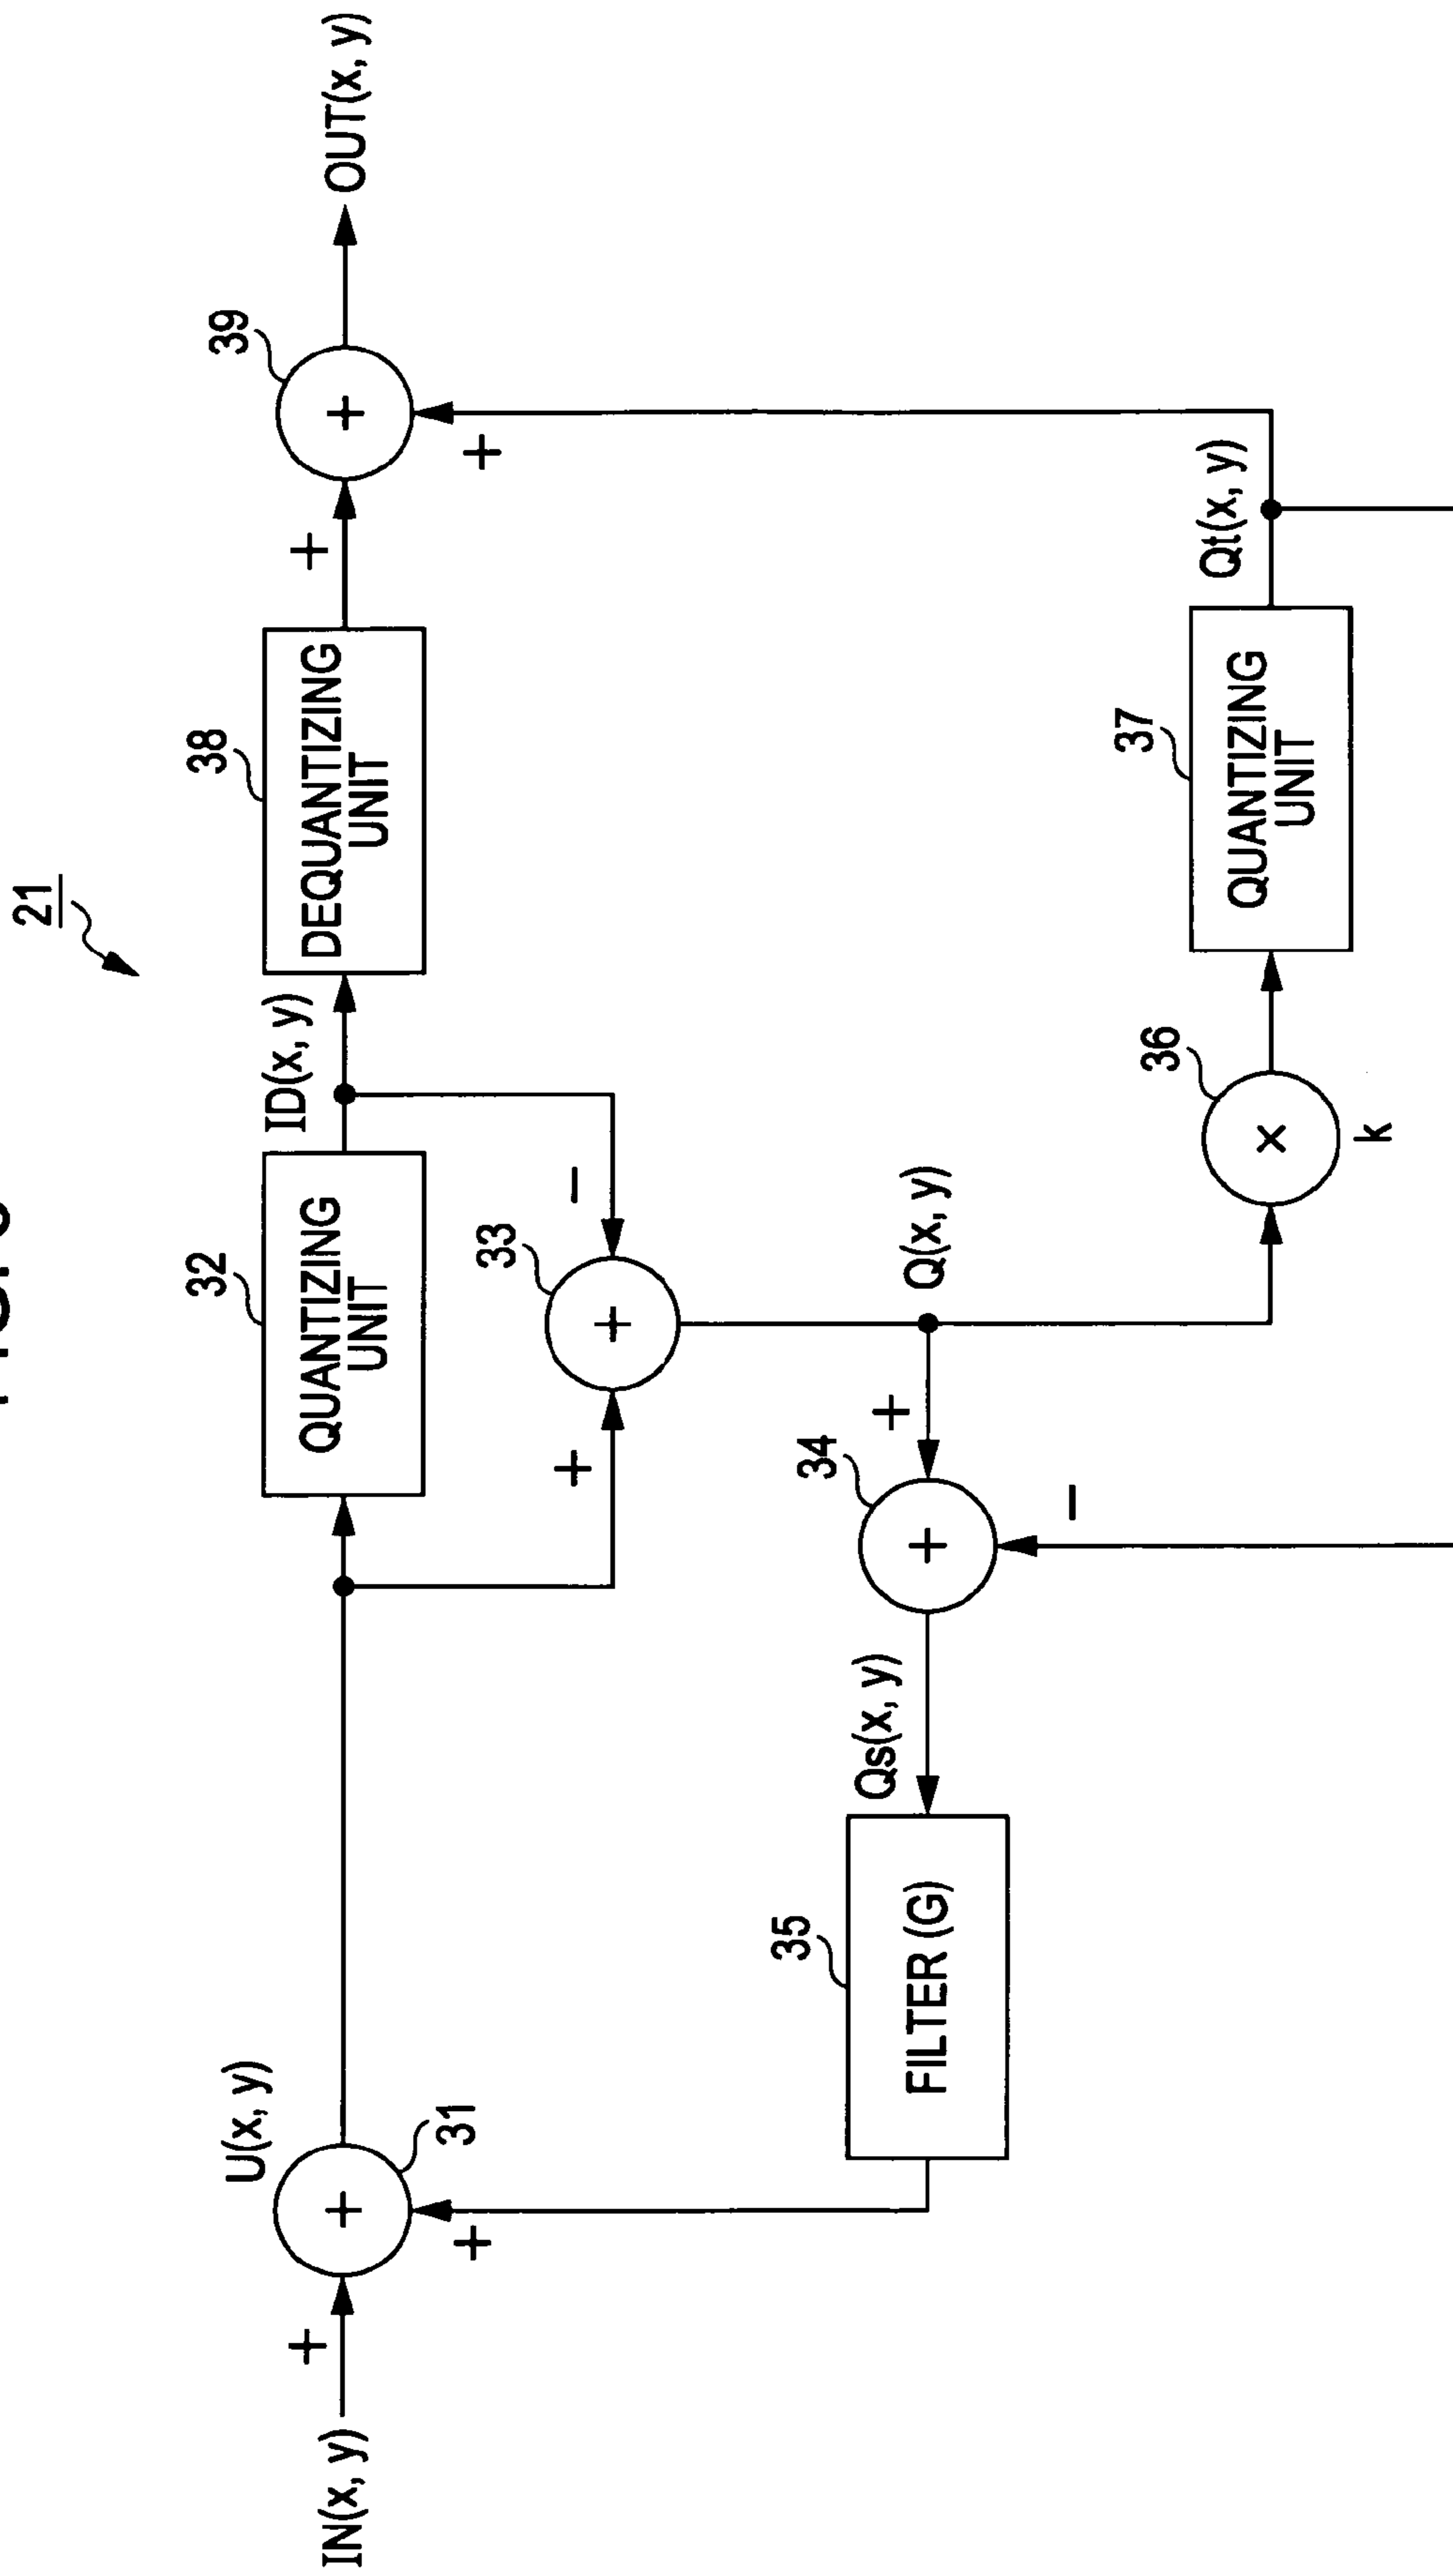 21
IN(x, y)
+
+
31
+
U(x, y)
32
QUANTIZING
UNIT
ID(x, y)
38
DEQUANTIZING
UNIT
+
39
+
+
OUT(x, y)
+
33
+
−
Q(x, y)
35
FILTER (G)
Qs(x, y)
34
+
+
−
36
×
k
37
QUANTIZING
UNIT
Qt(x, y)